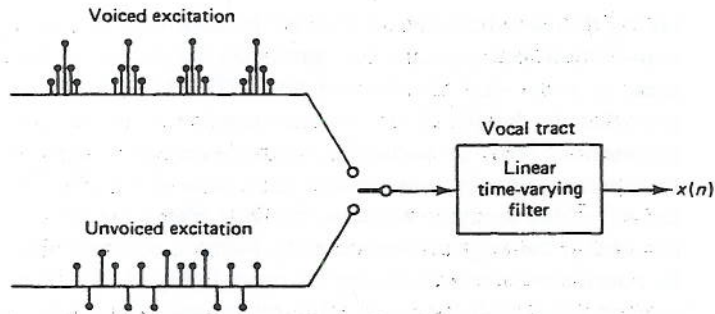 Voiced excitation
Vocal tract
Linear
time-varying
filter
x(n)
Unvoiced excitation